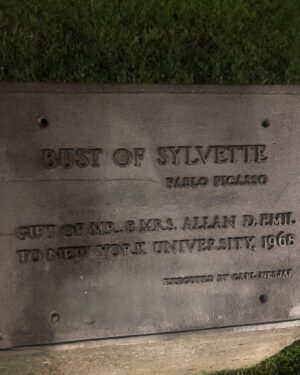 BUST OF SYLVETTE
PABLO PICASSO
GIFT OF MR. & MRS. ALLAN D. EMIL
TO NEW YORK UNIVERSITY, 1968
EXECUTED BY CARL NESJAR